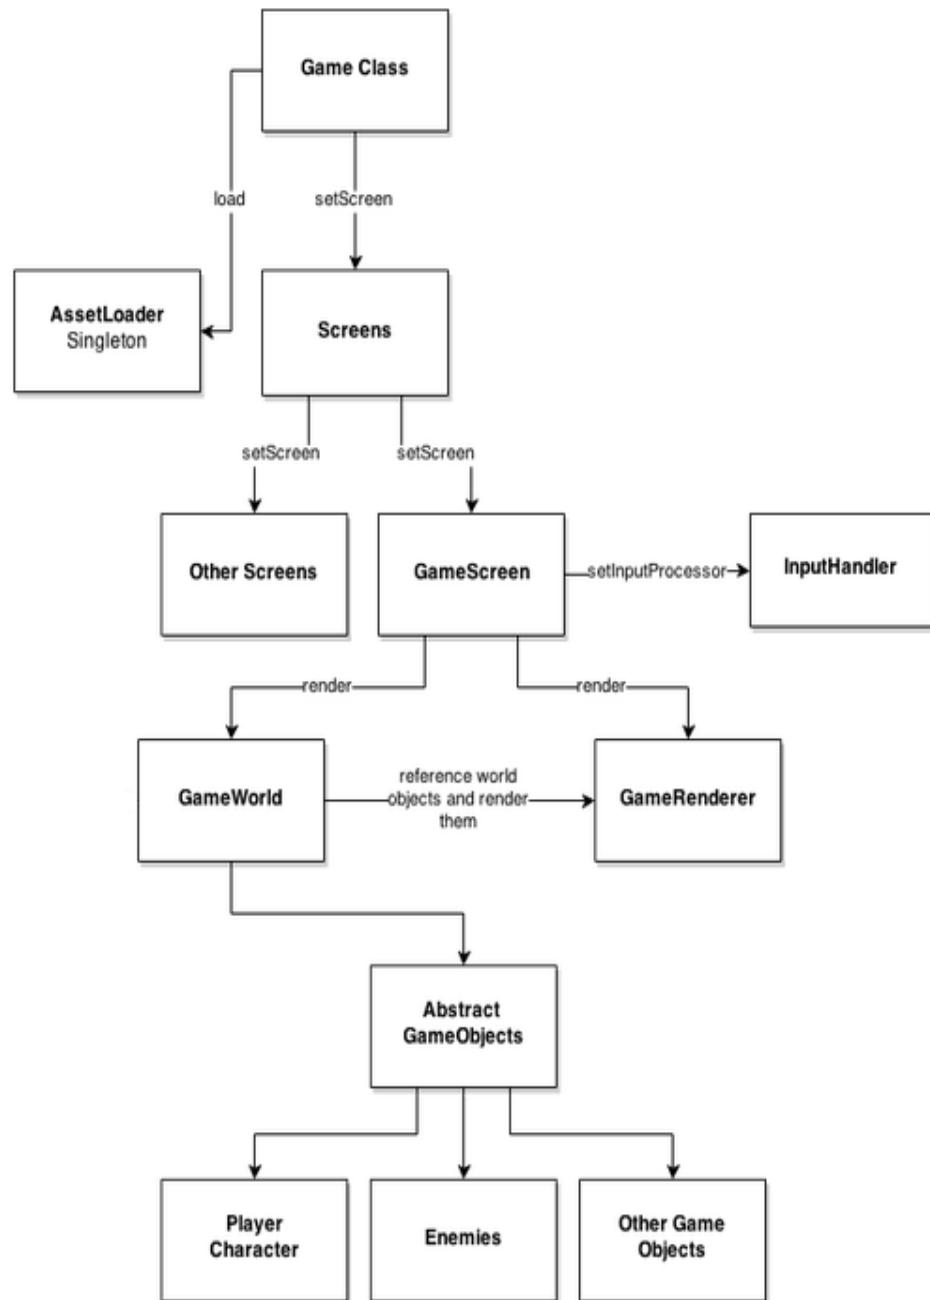 Game Class
load
setScreen
AssetLoader
Singleton
Screens
setScreen
setScreen
Other Screens
GameScreen
setInputProcessor
InputHandler
render
render
GameWorld
reference world
objects and render
them
GameRenderer
Abstract
GameObjects
Player
Character
Enemies
Other Game
Objects